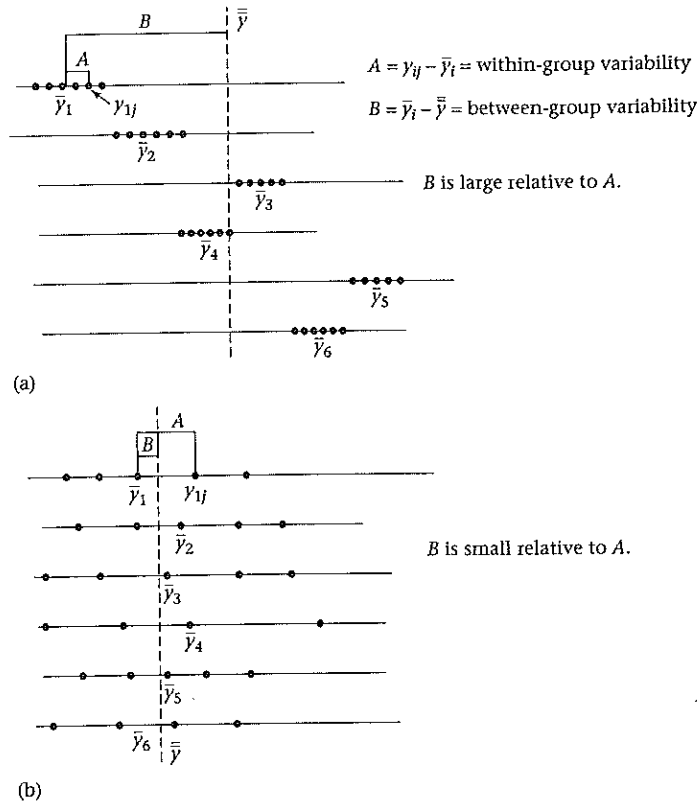 B
y̿
A
A = yᵢⱼ − ȳᵢ = within-group variability
ȳ₁
y₁ⱼ
B = ȳᵢ − y̿ = between-group variability
ȳ₂
B is large relative to A.
ȳ₃
ȳ₄
ȳ₅
ȳ₆
(a)
A
B
ȳ₁
y₁ⱼ
ȳ₂
B is small relative to A.
ȳ₃
ȳ₄
ȳ₅
ȳ₆
y̿
(b)